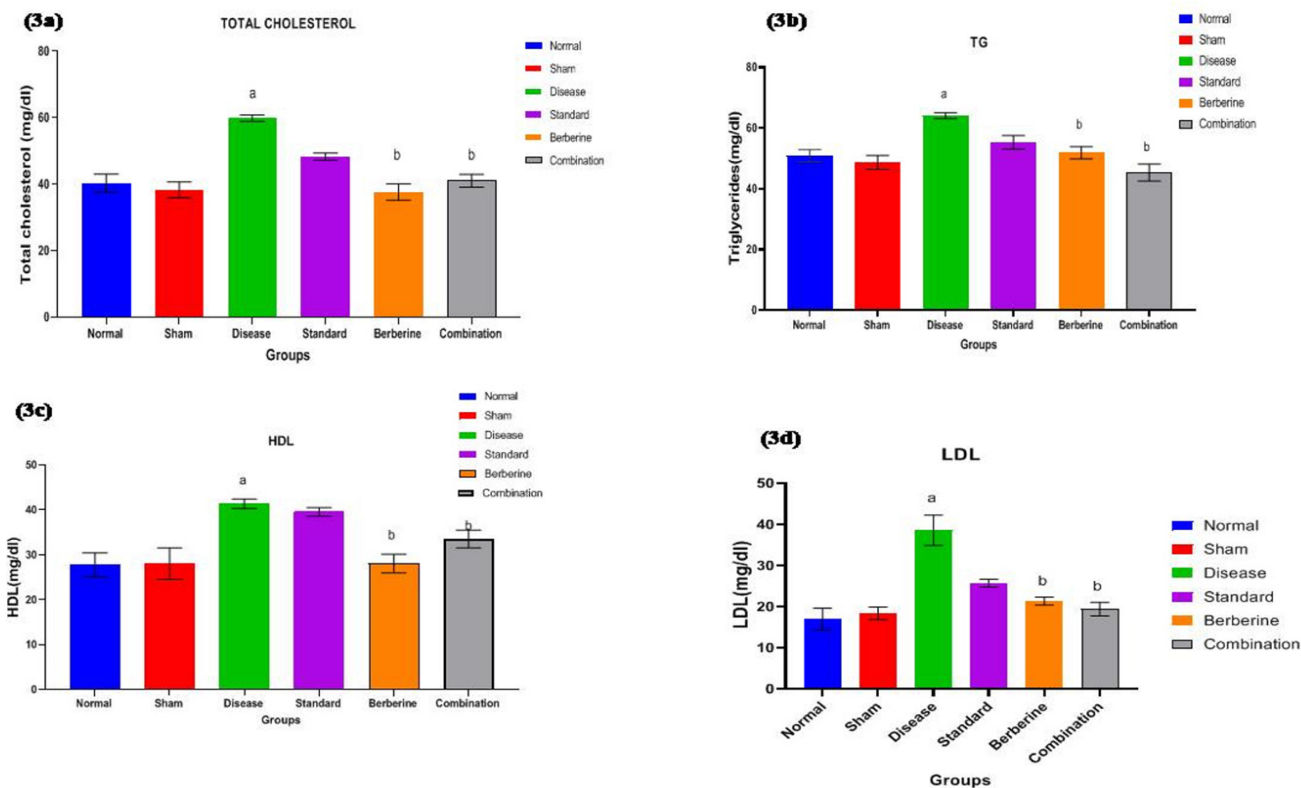 (3a)
TOTAL CHOLESTEROL
Normal
Sham
Disease
Standard
Berberine
Combination
Total cholesterol (mg/dl)
80
60
40
20
0
a
b
b
Normal
Sham
Disease
Standard
Berberine
Combination
Groups
(3b)
TG
Normal
Sham
Disease
Standard
Berberine
Combination
Triglycerides(mg/dl)
80
60
40
20
0
a
b
b
Normal
Sham
Disease
Standard
Berberine
Combination
Groups
(3c)
HDL
Normal
Sham
Disease
Standard
Berberine
Combination
HDL(mg/dl)
50
40
30
20
10
0
a
b
b
Normal
Sham
Disease
Standard
Berberine
Combination
Groups
(3d)
LDL
Normal
Sham
Disease
Standard
Berberine
Combination
LDL(mg/dl)
50
40
30
20
10
0
a
b
b
Normal
Sham
Disease
Standard
Berberine
Combination
Groups